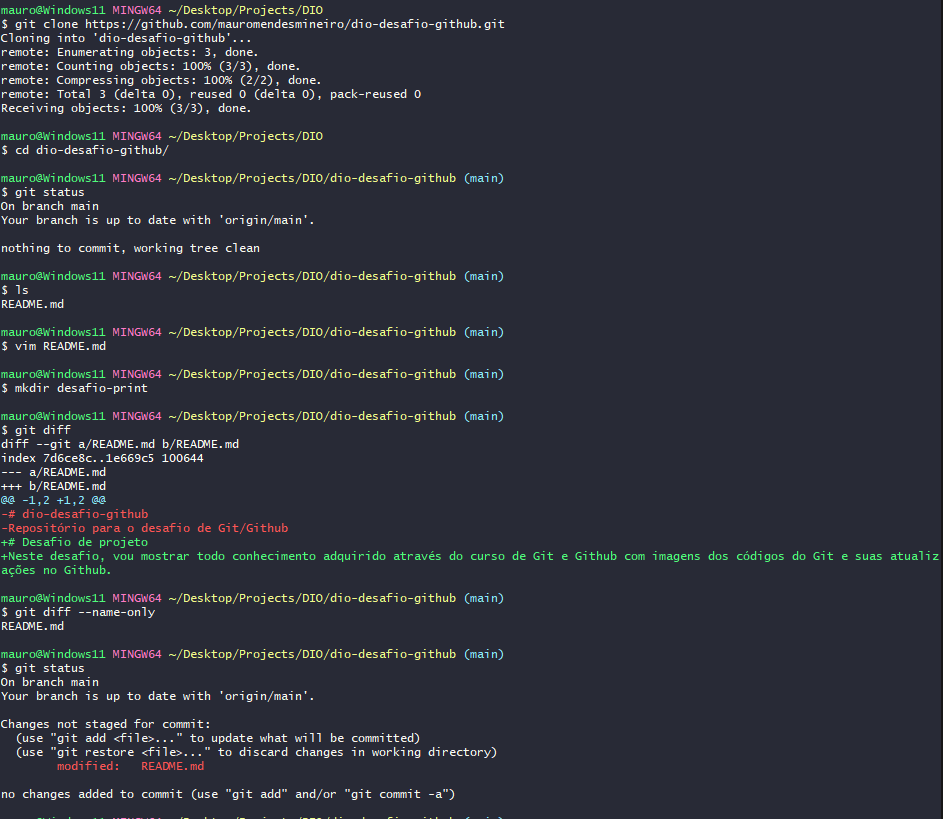 mauro@Windows11 MINGW64 ~/Desktop/Projects/DIO
$ git clone https://github.com/mauromendesmineiro/dio-desafio-github.git
Cloning into 'dio-desafio-github'...
remote: Enumerating objects: 3, done.
remote: Counting objects: 100% (3/3), done.
remote: Compressing objects: 100% (2/2), done.
remote: Total 3 (delta 0), reused 0 (delta 0), pack-reused 0
Receiving objects: 100% (3/3), done.
mauro@Windows11 MINGW64 ~/Desktop/Projects/DIO
$ cd dio-desafio-github/
mauro@Windows11 MINGW64 ~/Desktop/Projects/DIO/dio-desafio-github (main)
$ git status
On branch main
Your branch is up to date with 'origin/main'.
nothing to commit, working tree clean
mauro@Windows11 MINGW64 ~/Desktop/Projects/DIO/dio-desafio-github (main)
$ ls
README.md
mauro@Windows11 MINGW64 ~/Desktop/Projects/DIO/dio-desafio-github (main)
$ vim README.md
mauro@Windows11 MINGW64 ~/Desktop/Projects/DIO/dio-desafio-github (main)
$ mkdir desafio-print
mauro@Windows11 MINGW64 ~/Desktop/Projects/DIO/dio-desafio-github (main)
$ git diff
diff --git a/README.md b/README.md
index 7d6ce8c..1e669c5 100644
--- a/README.md
+++ b/README.md
@@ -1,2 +1,2 @@
-# dio-desafio-github
-Repositório para o desafio de Git/Github
+# Desafio de projeto
+Neste desafio, vou mostrar todo conhecimento adquirido através do curso de Git e Github com imagens dos códigos do Git e suas atualiz
ações no Github.
mauro@Windows11 MINGW64 ~/Desktop/Projects/DIO/dio-desafio-github (main)
$ git diff --name-only
README.md
mauro@Windows11 MINGW64 ~/Desktop/Projects/DIO/dio-desafio-github (main)
$ git status
On branch main
Your branch is up to date with 'origin/main'.
Changes not staged for commit:
  (use "git add <file>..." to update what will be committed)
  (use "git restore <file>..." to discard changes in working directory)
        modified:   README.md
no changes added to commit (use "git add" and/or "git commit -a")